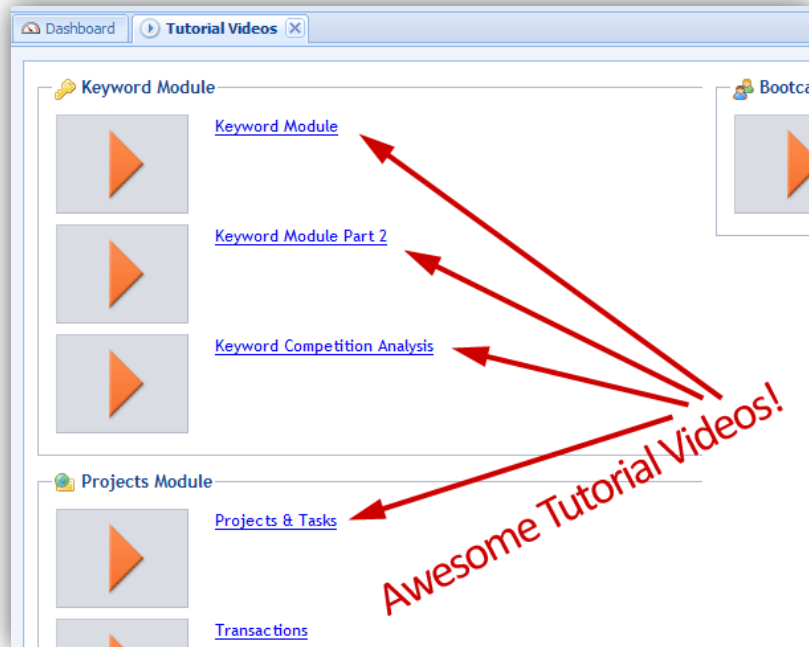 Dashboard
Tutorial Videos
Keyword Module
Keyword Module
Keyword Module Part 2
Keyword Competition Analysis
Projects Module
Projects & Tasks
Transactions
Awesome Tutorial Videos!